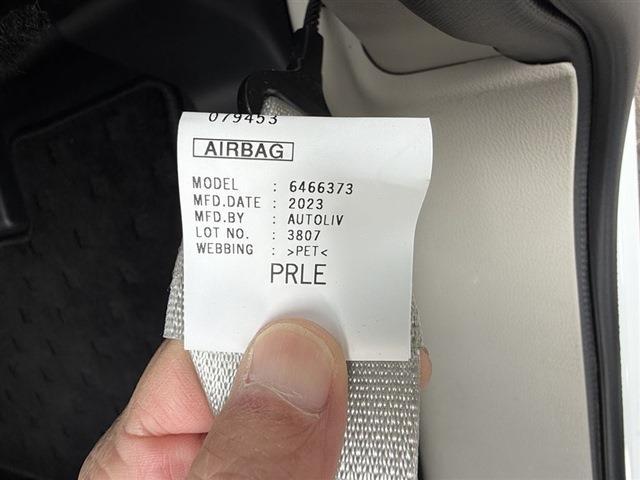 079453
AIRBAG
MODEL : 6466373
MFD.DATE : 2023
MFD.BY : AUTOLIV
LOT NO. : 3807
WEBBING : >PET<
PRLE